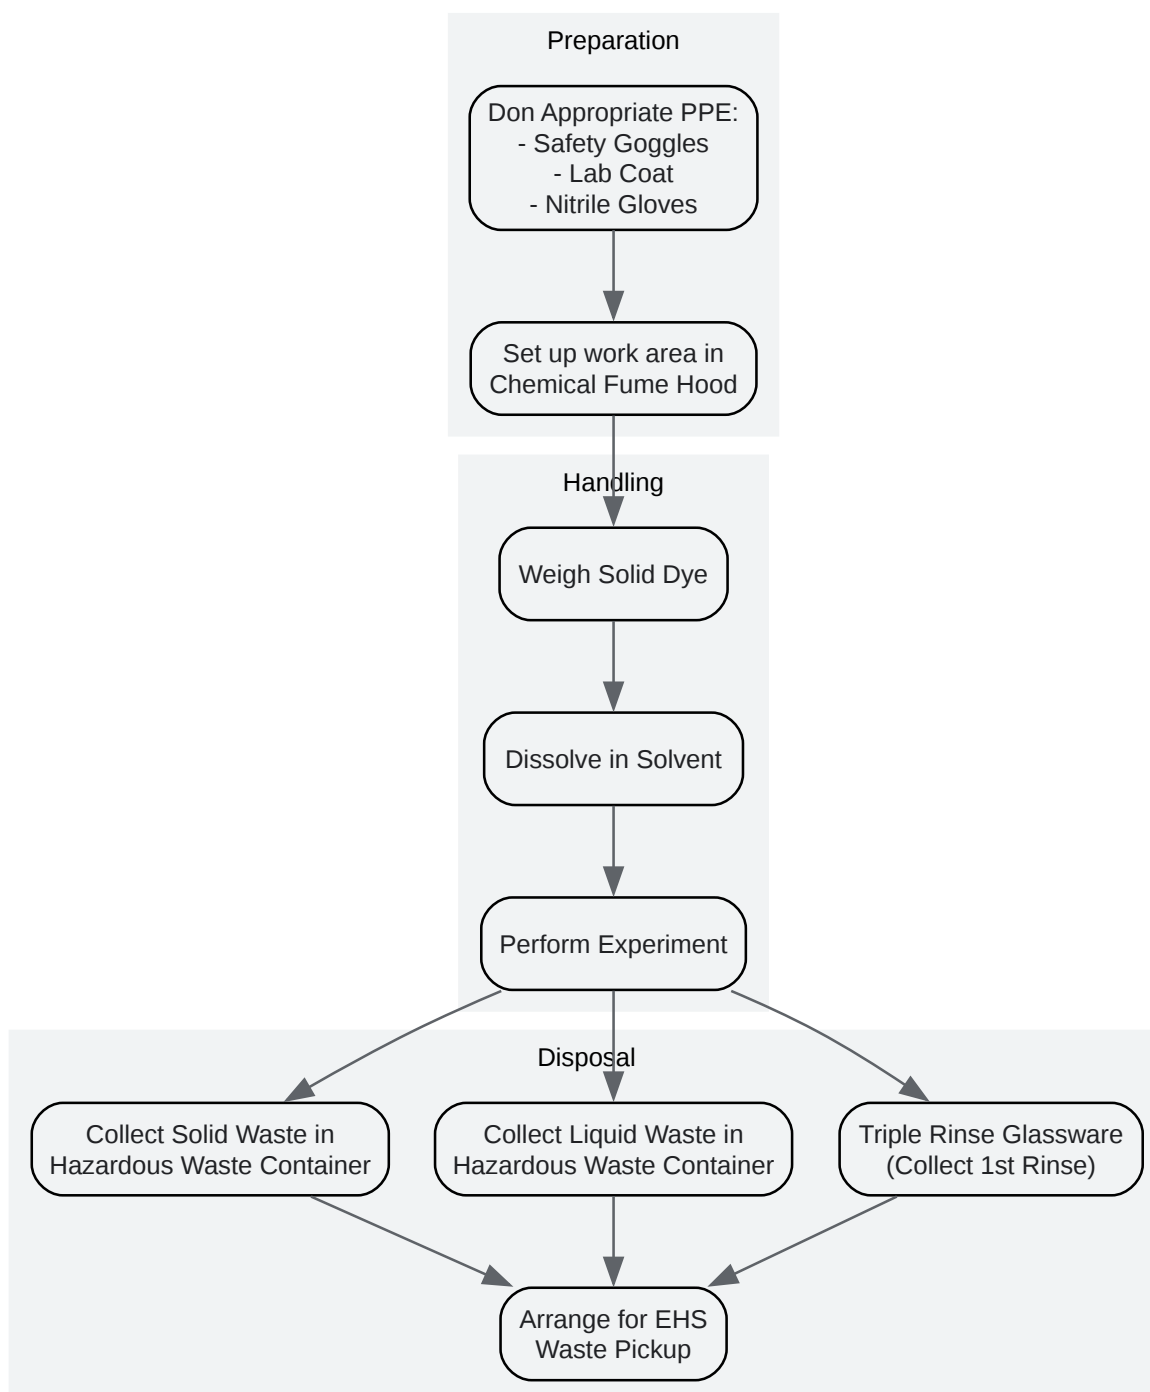 Preparation
Don Appropriate PPE:
- Safety Goggles
- Lab Coat
- Nitrile Gloves
Set up work area in
Chemical Fume Hood
Handling
Weigh Solid Dye
Dissolve in Solvent
Perform Experiment
Disposal
Collect Solid Waste in
Hazardous Waste Container
Collect Liquid Waste in
Hazardous Waste Container
Triple Rinse Glassware
(Collect 1st Rinse)
Arrange for EHS
Waste Pickup